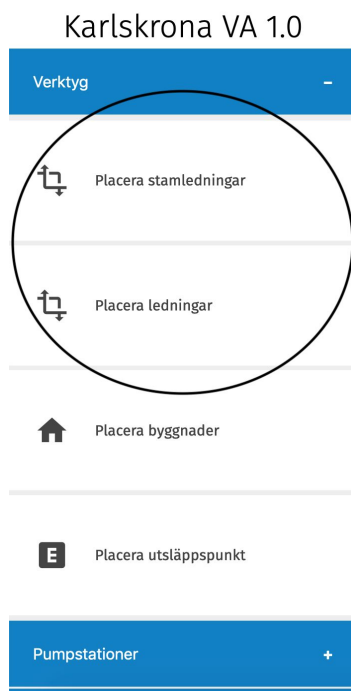 Karlskrona VA 1.0
Verktyg -
Placera stamledningar
Placera ledningar
Placera byggnader
E Placera utsläppspunkt
Pumpstationer +